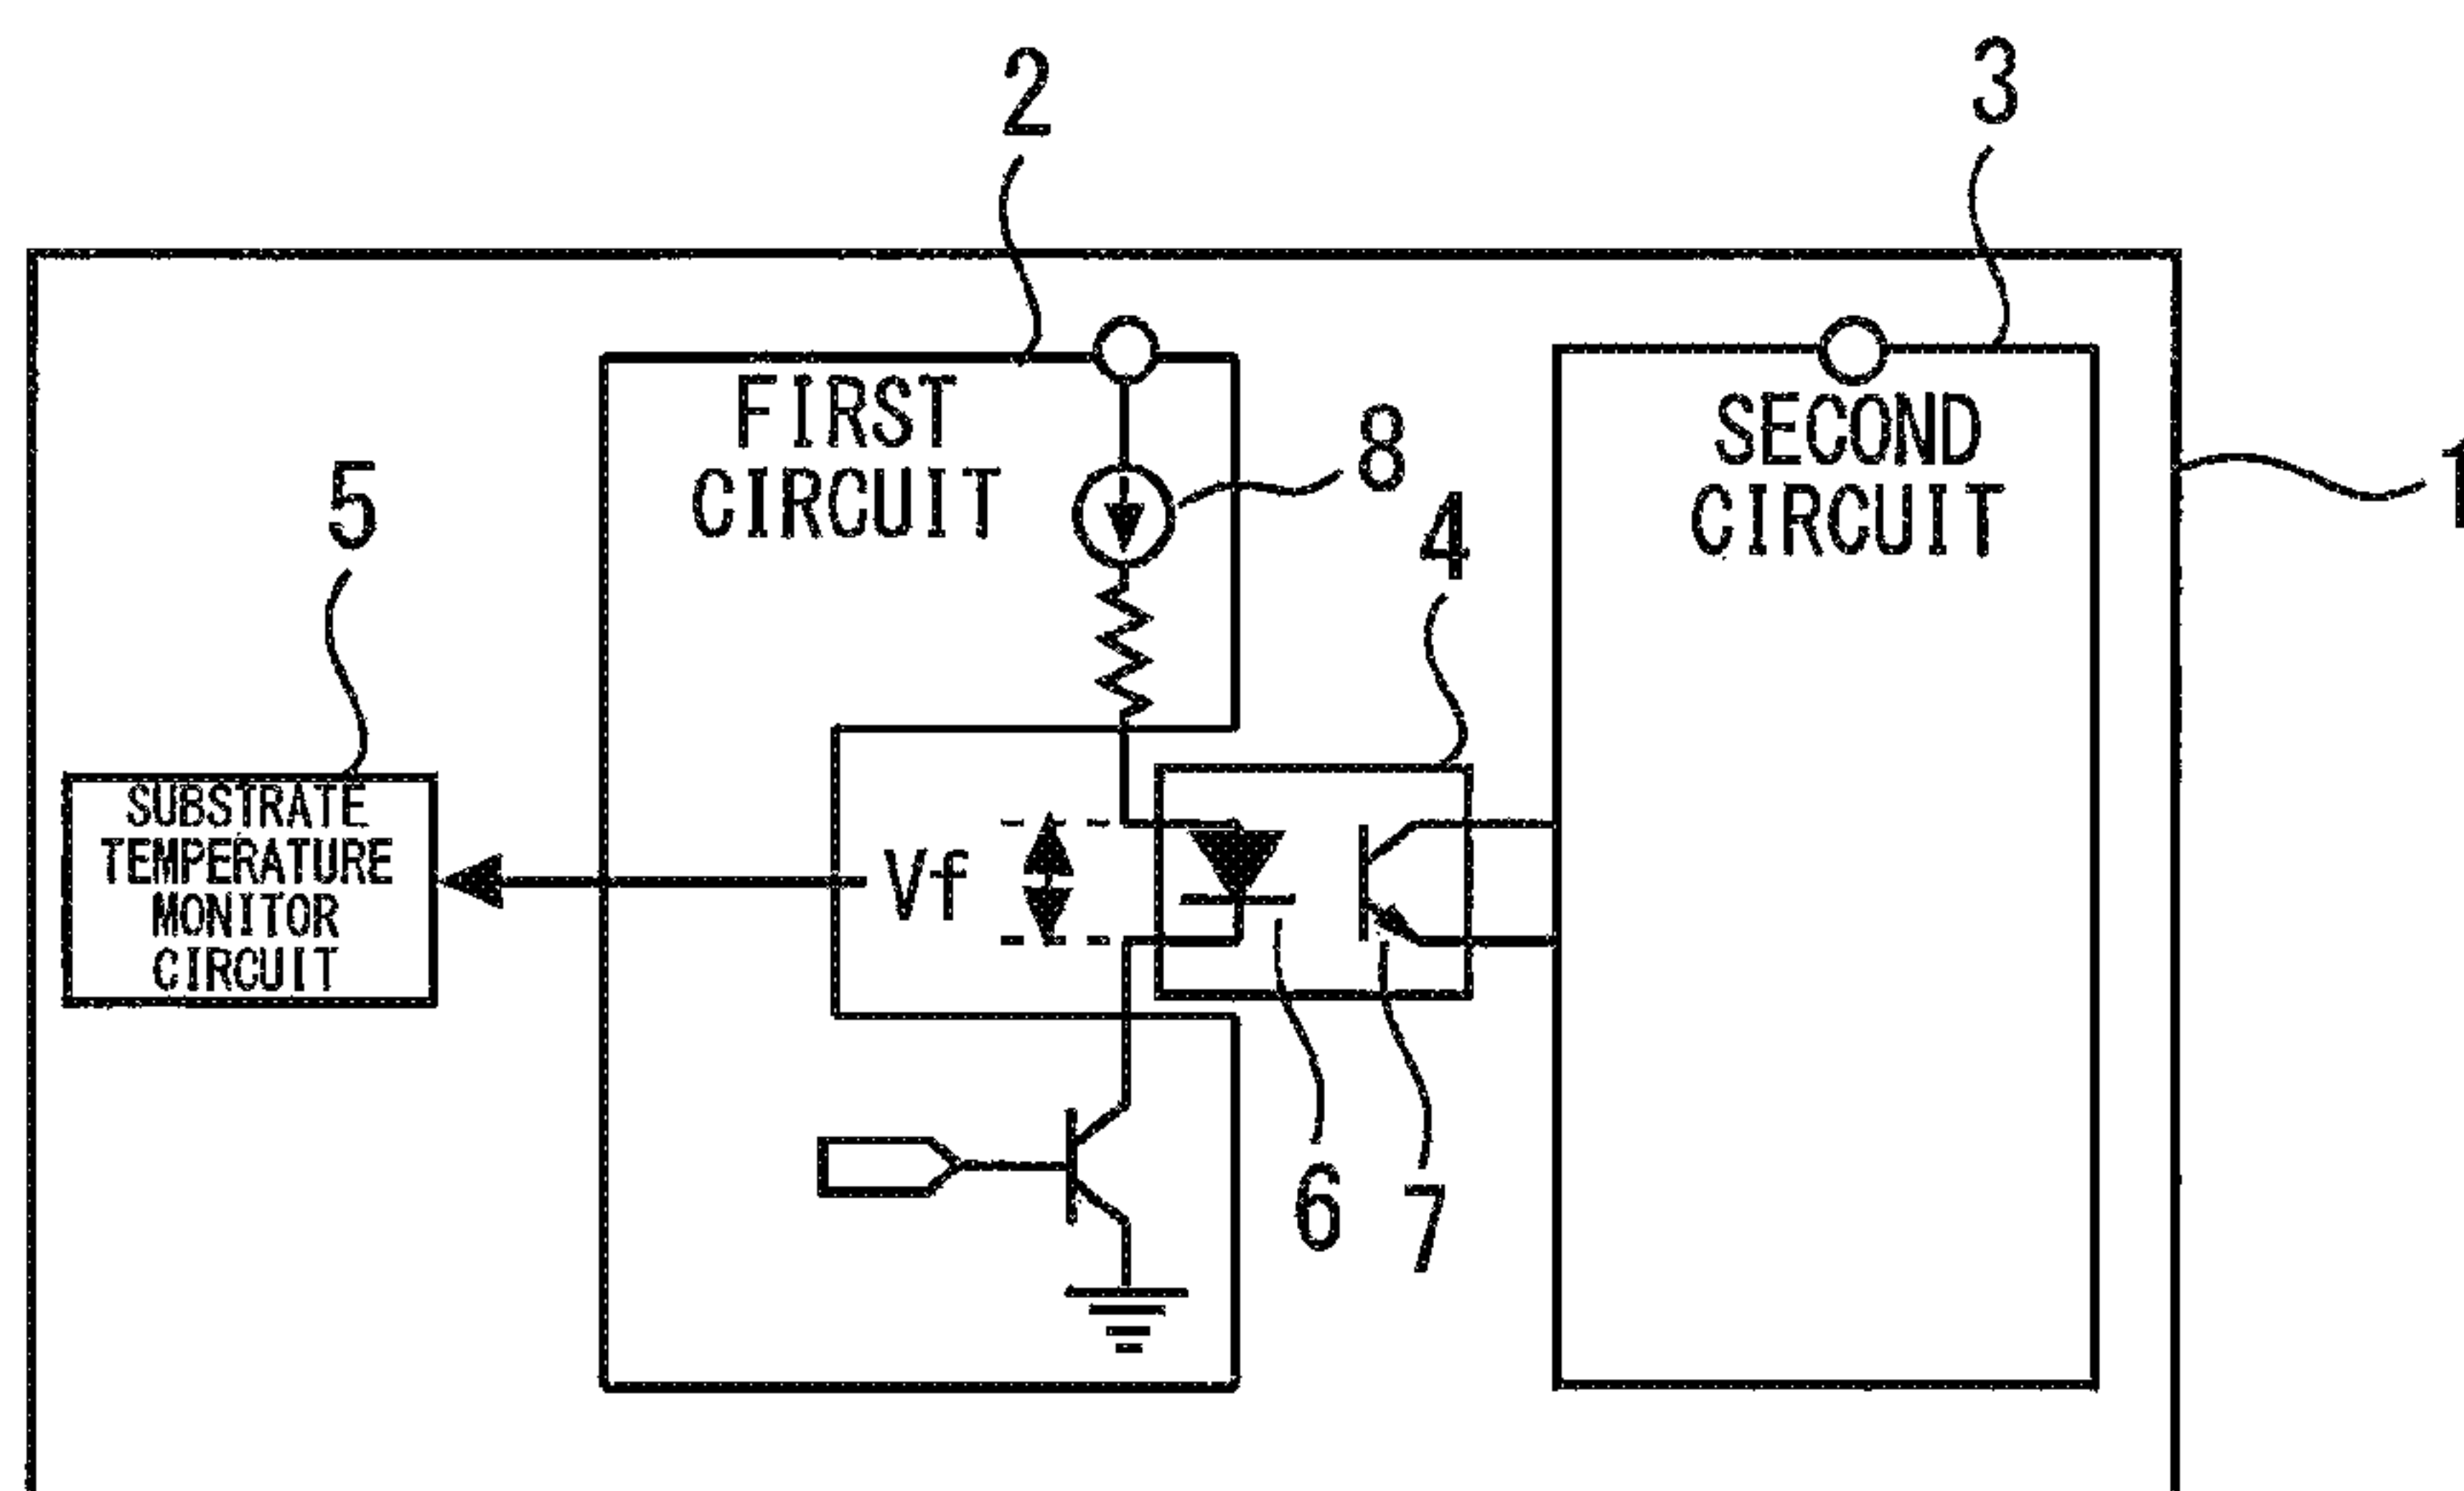 2
3
FIRST
CIRCUIT
8
SECOND
CIRCUIT
1
5
4
SUBSTRATE
TEMPERATURE
MONITOR
CIRCUIT
Vf
6
7